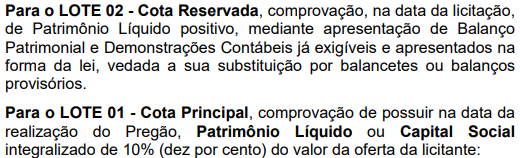 Para o LOTE 02 - Cota Reservada, comprovação, na data da licitação,
de Patrimônio Líquido positivo, mediante apresentação de Balanço
Patrimonial e Demonstrações Contábeis já exigíveis e apresentados na
forma da lei, vedada a sua substituição por balancetes ou balanços
provisórios.
Para o LOTE 01 - Cota Principal, comprovação de possuir na data da
realização do Pregão, Patrimônio Líquido ou Capital Social
integralizado de 10% (dez por cento) do valor da oferta da licitante: